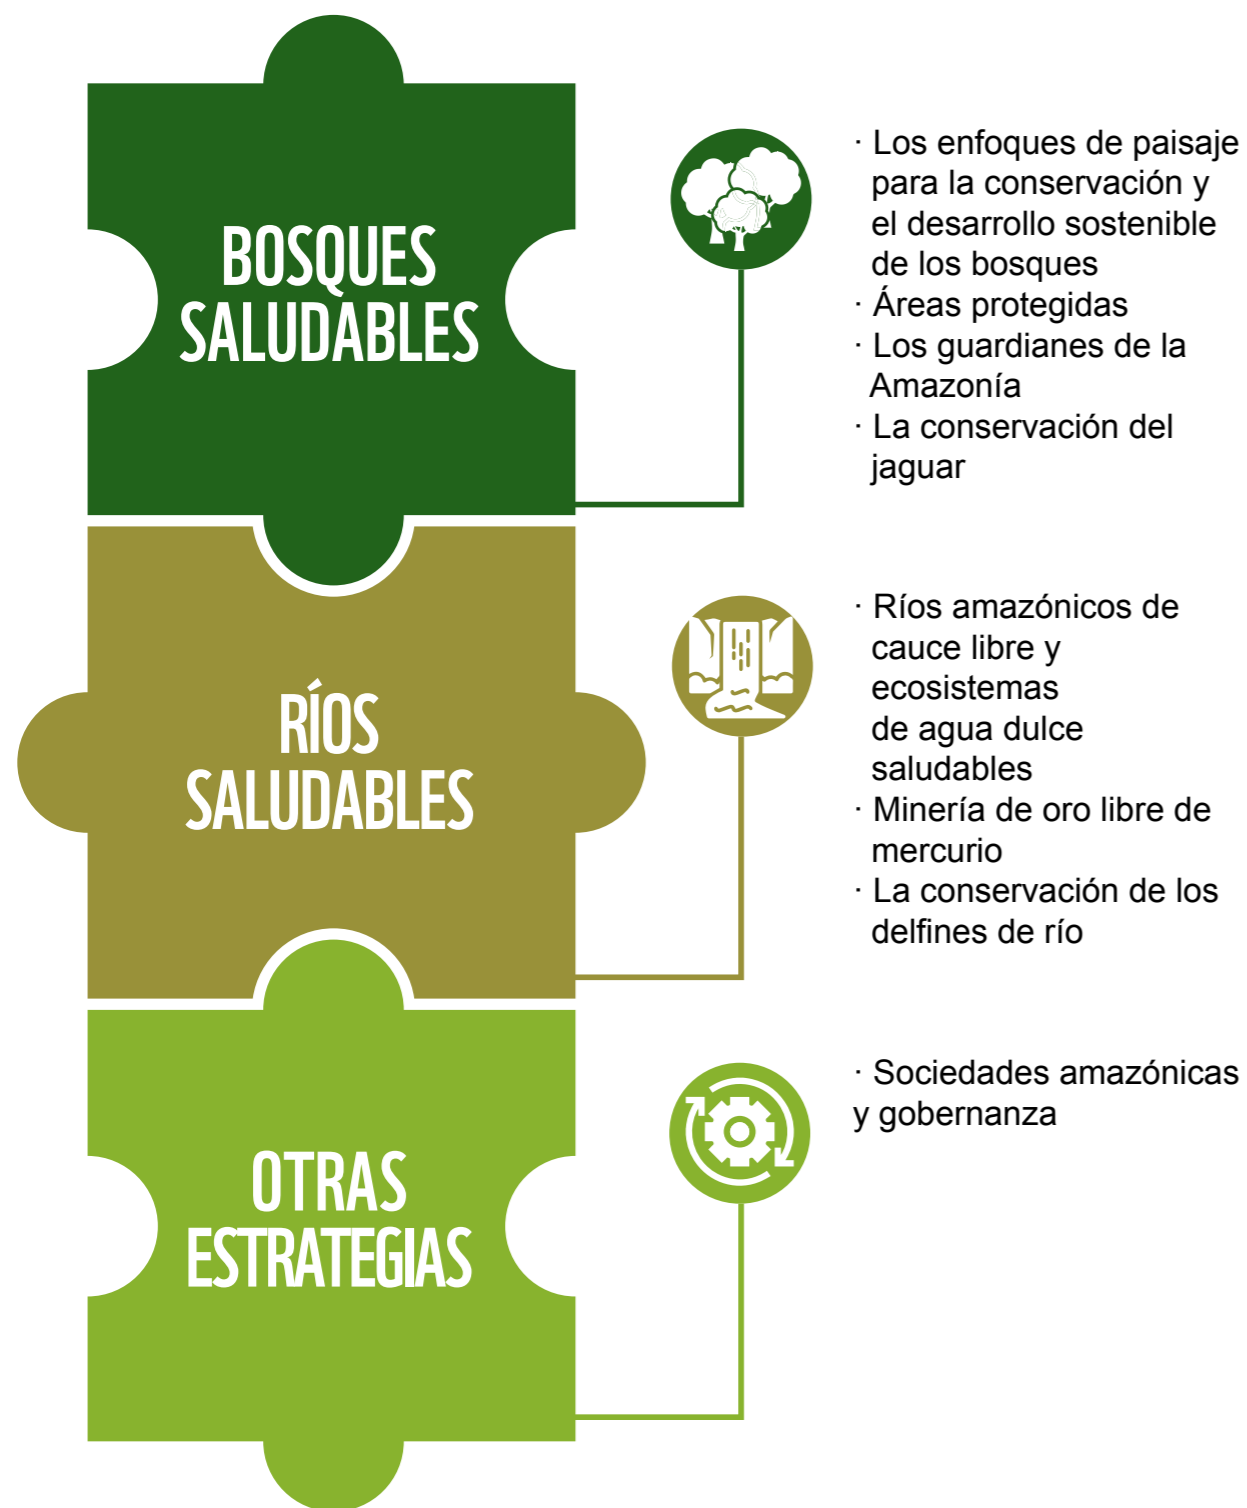 BOSQUES
SALUDABLES
· Los enfoques de paisaje
para la conservación y
el desarrollo sostenible
de los bosques
· Áreas protegidas
· Los guardianes de la
Amazonía
· La conservación del
jaguar
RÍOS
SALUDABLES
· Ríos amazónicos de
cauce libre y
ecosistemas
de agua dulce
saludables
· Minería de oro libre de
mercurio
· La conservación de los
delfines de río
OTRAS
ESTRATEGIAS
· Sociedades amazónicas
y gobernanza